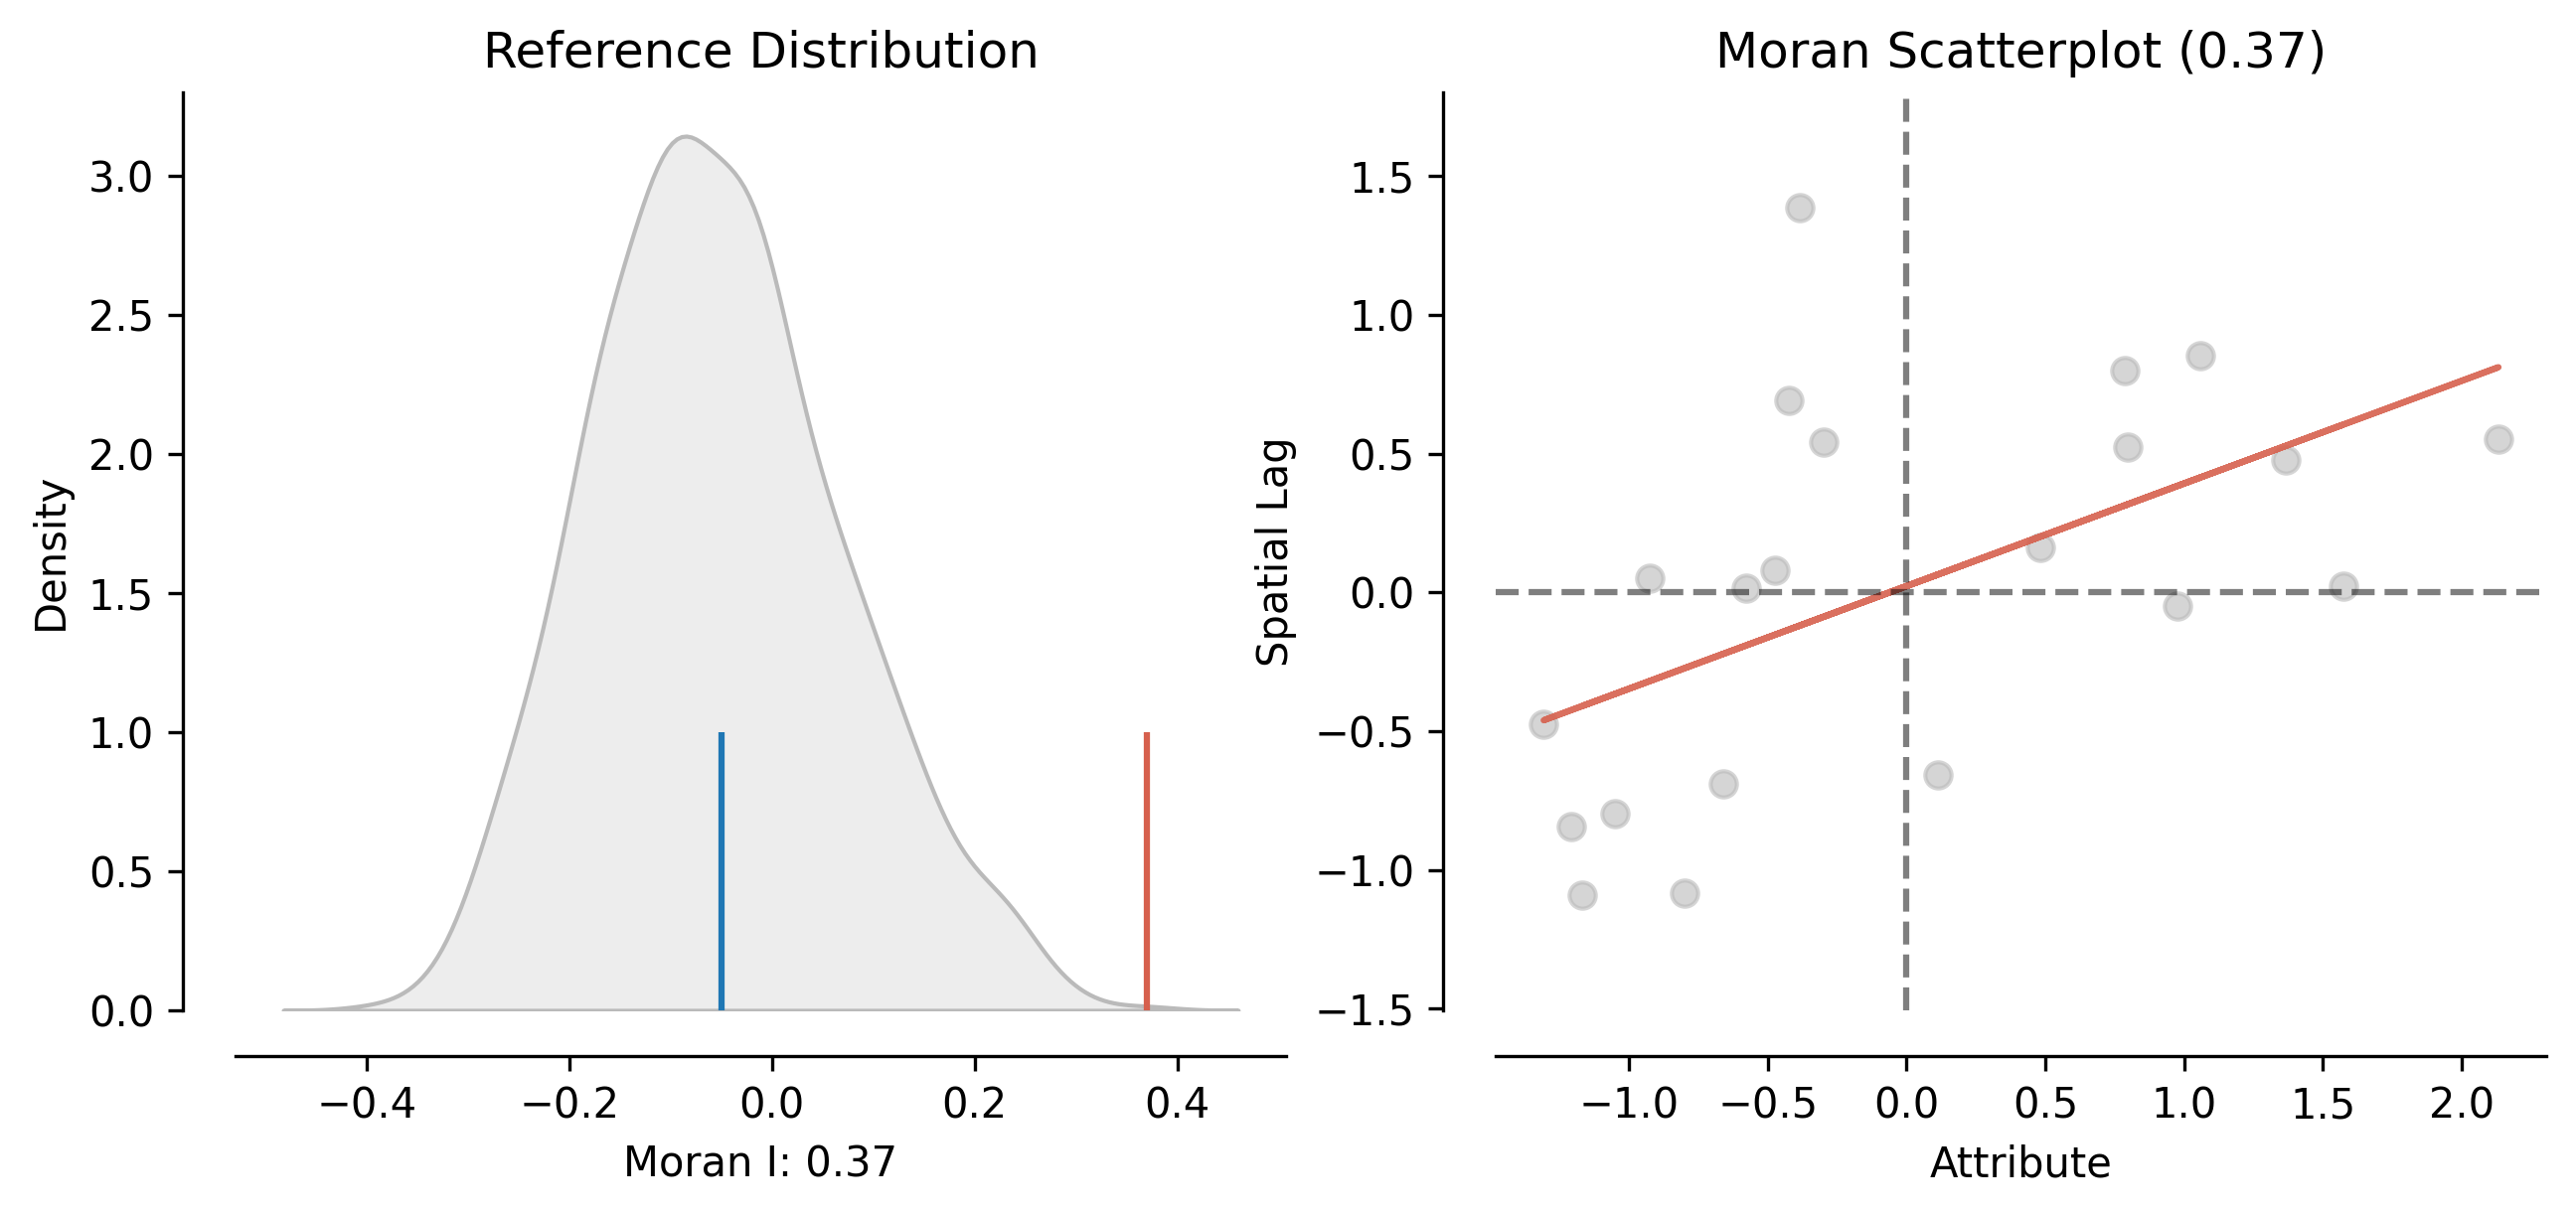 Reference Distribution
3.0
2.5
2.0
1.5
1.0
0.5
0.0
Density
−0.4 −0.2 0.0 0.2 0.4
Moran I: 0.37
Moran Scatterplot (0.37)
1.5
1.0
0.5
0.0
−0.5
−1.0
−1.5
Spatial Lag
−1.0 −0.5 0.0 0.5 1.0 1.5 2.0
Attribute